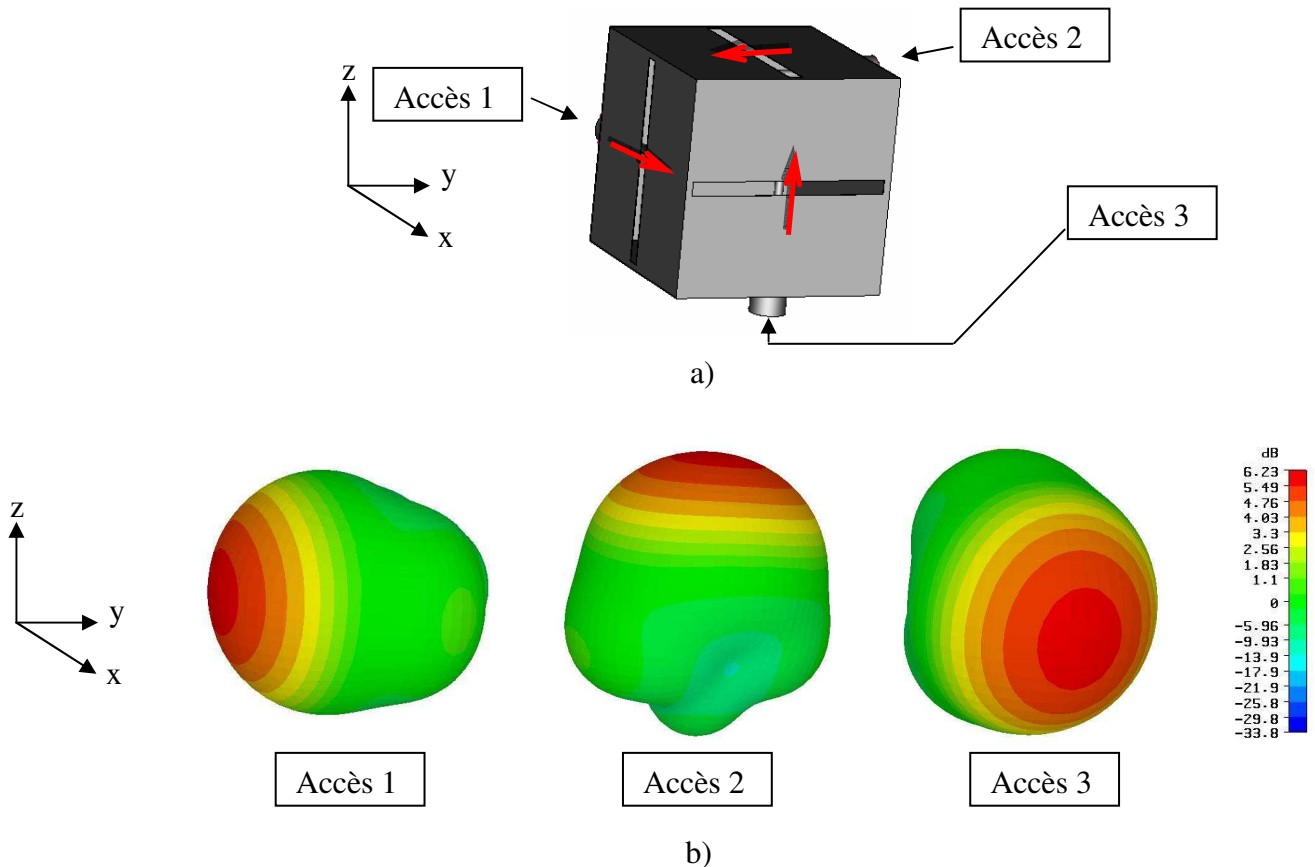 Accès 2
z
Accès 1
y
x
Accès 3
a)
dB
6.23
5.49
4.76
4.03
3.3
2.56
1.83
1.1
0
-5.96
-9.93
-13.9
-17.9
-21.9
-25.8
-29.8
-33.8
z
y
x
Accès 1
Accès 2
Accès 3
b)